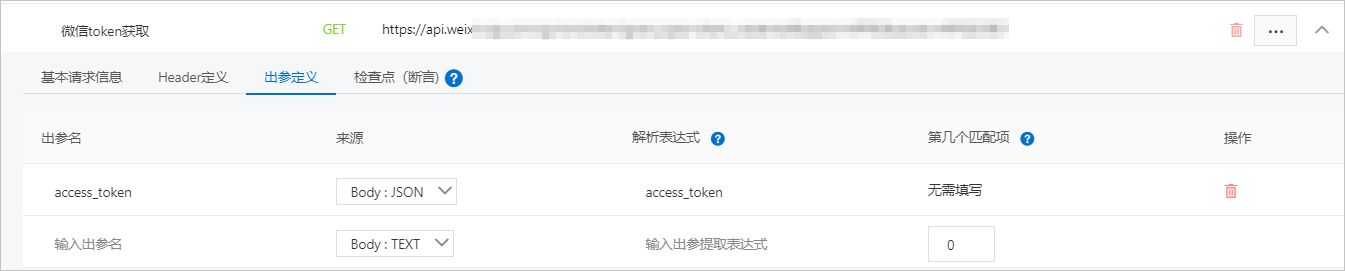 微信token获取 GET https://api.weix
基本请求信息 Header定义 出参定义 检查点（断言) ?
出参名 来源 解析表达式 ? 第几个匹配项 ? 操作
access_token Body : JSON access_token 无需填写
输入出参名 Body : TEXT 输入出参提取表达式 0